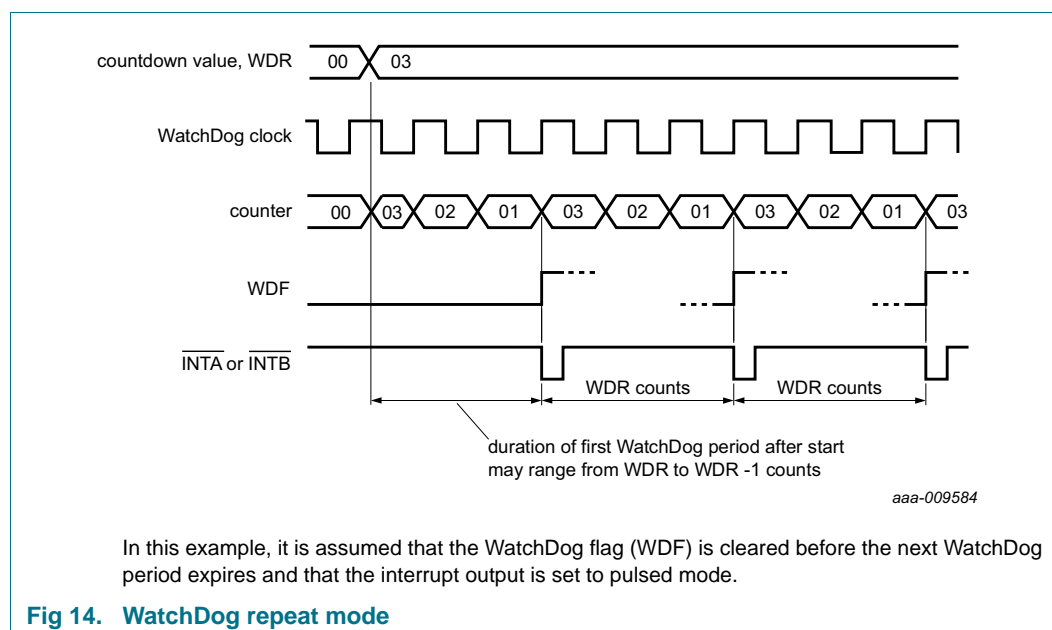 countdown value, WDR 00 03
WatchDog clock
counter 00 03 02 01 03 02 01 03 02 01 03
WDF
INTA or INTB
WDR counts WDR counts
duration of first WatchDog period after start
may range from WDR to WDR -1 counts
aaa-009584
In this example, it is assumed that the WatchDog flag (WDF) is cleared before the next WatchDog
period expires and that the interrupt output is set to pulsed mode.
Fig 14. WatchDog repeat mode